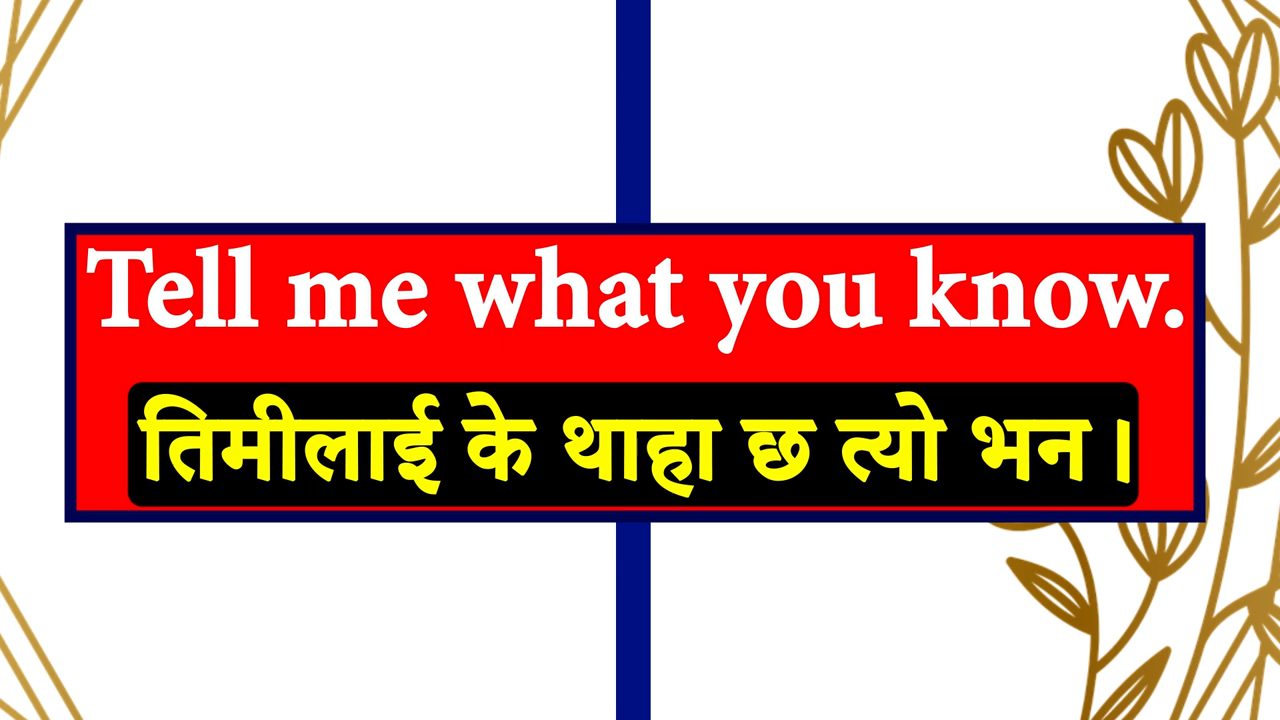 Tell me what you know.
तिमीलाई के थाहा छ त्यो भन ।